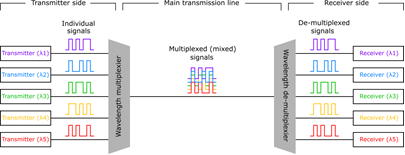 Transmitter side
Main transmission line
Receiver side
Individual
signals
De-multiplexed
signals
Multiplexed (mixed)
signals
Transmitter (λ1)
Transmitter (λ2)
Transmitter (λ3)
Transmitter (λ4)
Transmitter (λ5)
Wavelength multiplexier
Wavelength de-multiplexier
Receiver (λ1)
Receiver (λ2)
Receiver (λ3)
Receiver (λ4)
Receiver (λ5)